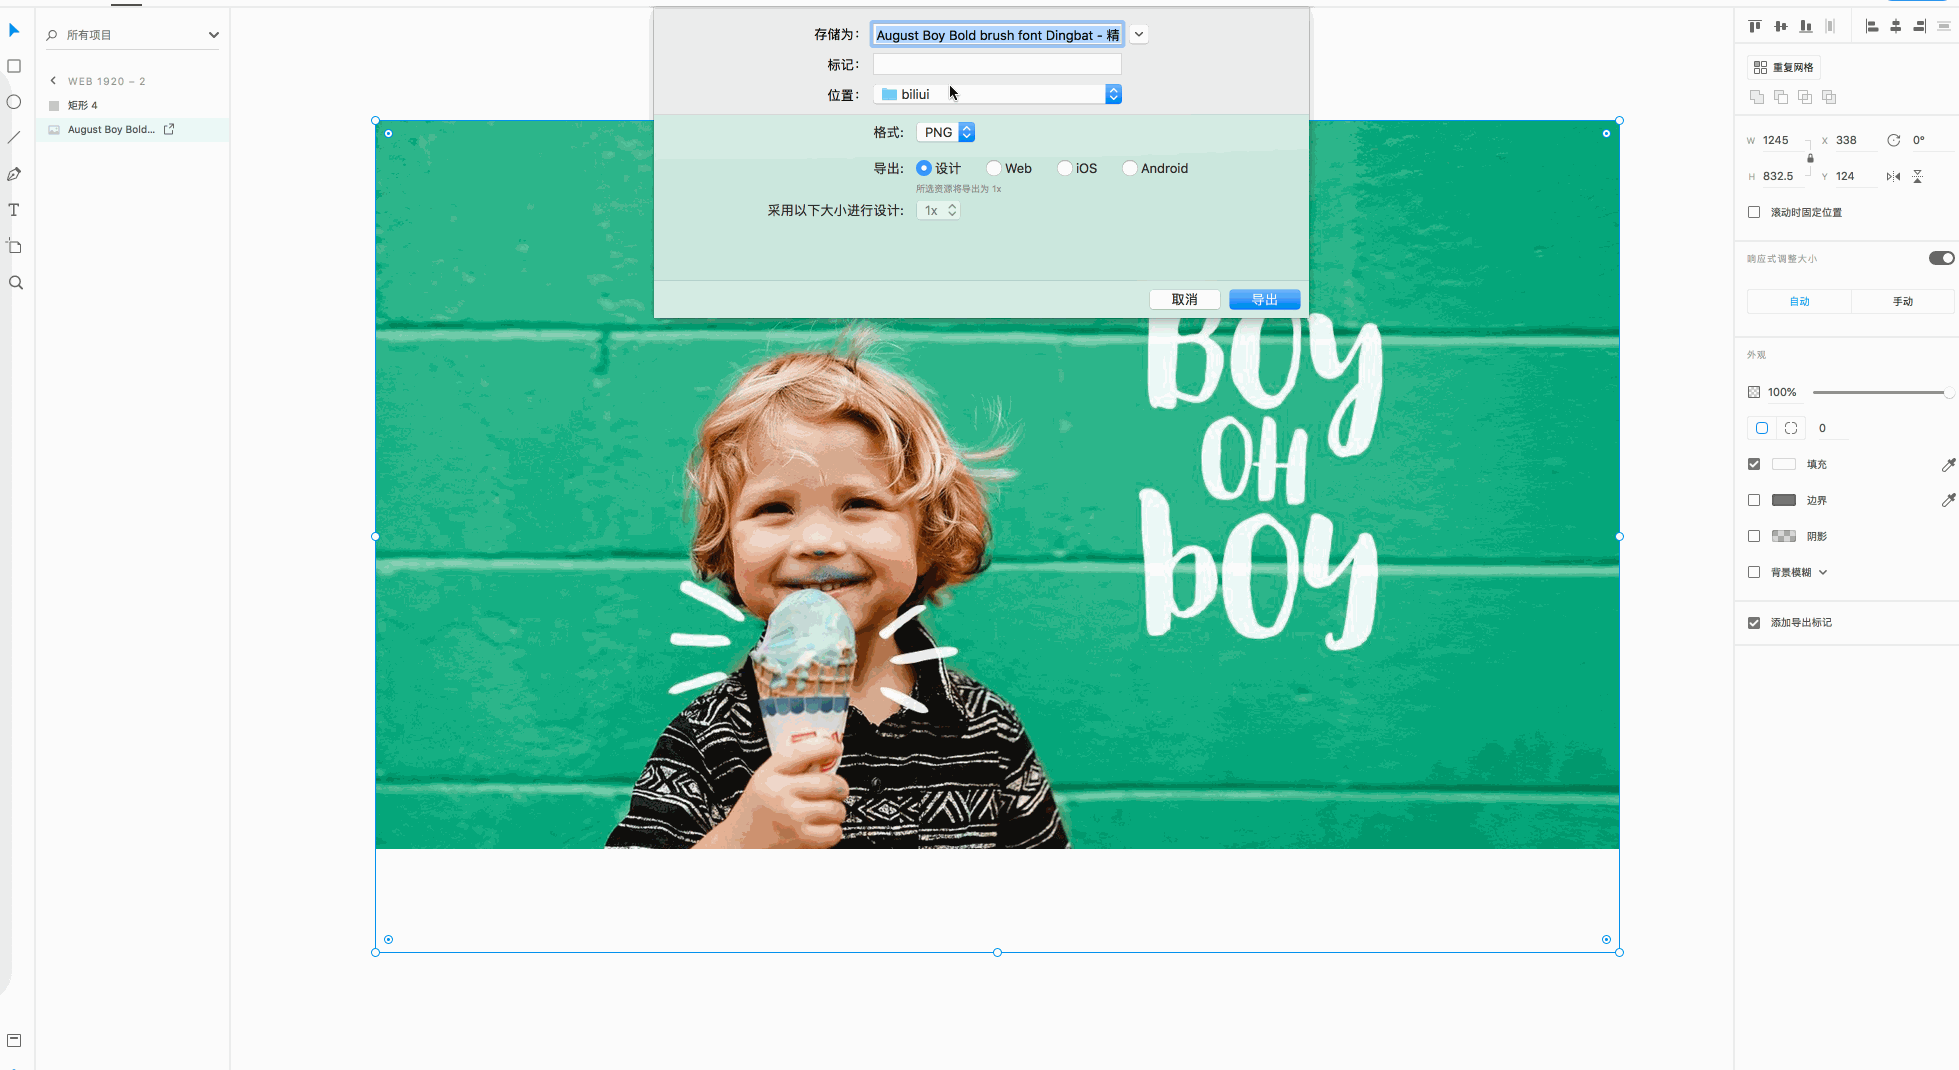 所有项目
WEB 1920 – 2
矩形 4
August Boy Bold...
存储为:
August Boy Bold brush font Dingbat - 精
标记:
位置:
biliui
格式:
PNG
导出:
设计
Web
iOS
Android
所选资源将导出为 1x
采用以下大小进行设计:
1x
取消
导出
BOY
OH
bOY
重复网格
W 1245
X 338
0°
H 832.5
Y 124
滚动时固定位置
响应式调整大小
自动
手动
外观
100%
0
填充
边界
阴影
背景模糊
添加导出标记